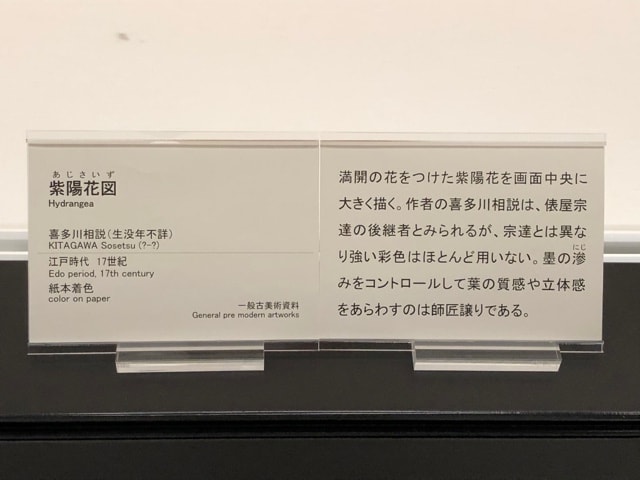 あじさいず
紫陽花図
Hydrangea
喜多川相説（生没年不詳）
KITAGAWA Sosetsu (?-?)
江戸時代 17世紀
Edo period, 17th century
紙本着色
color on paper
一般古美術資料
General pre modern artworks
満開の花をつけた紫陽花を画面中央に
大きく描く。作者の喜多川相説は、俵屋宗
達の後継者とみられるが、宗達とは異な
り強い彩色はほとんど用いない。墨の滲
にじ
みをコントロールして葉の質感や立体感
をあらわすのは師匠譲りである。